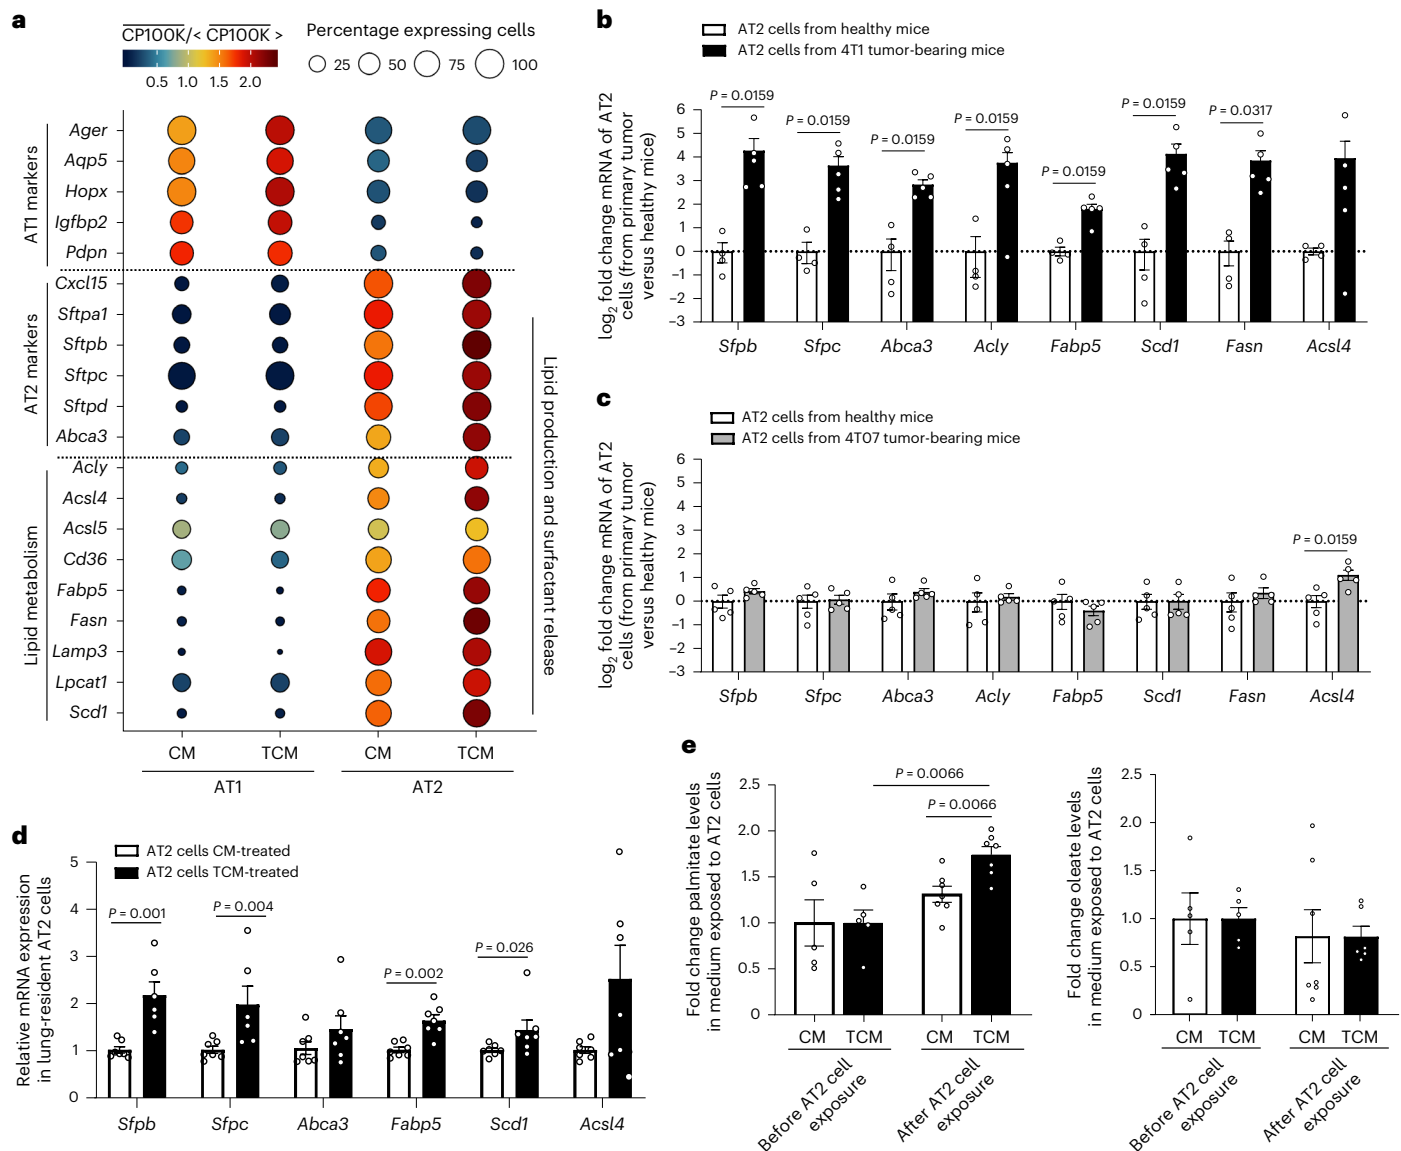 a
CP100K/< CP100K >
0.5 1.0 1.5 2.0
Percentage expressing cells
25 50 75 100
AT1 markers
Ager
Aqp5
Hopx
Igfbp2
Pdpn
AT2 markers
Cxcl15
Sftpa1
Sftpb
Sftpc
Sftpd
Abca3
Lipid metabolism
Acly
Acsl4
Acsl5
Cd36
Fabp5
Fasn
Lamp3
Lpcat1
Scd1
Lipid production and surfactant release
CM TCM CM TCM
AT1 AT2
b
AT2 cells from healthy mice
AT2 cells from 4T1 tumor-bearing mice
log2 fold change mRNA of AT2
cells (from primary tumor
versus healthy mice)
6
5
4
3
2
1
0
–1
–2
–3
P = 0.0159
P = 0.0159
P = 0.0159
P = 0.0159
P = 0.0159
P = 0.0159
P = 0.0317
Sfpb Sfpc Abca3 Acly Fabp5 Scd1 Fasn Acsl4
c
AT2 cells from healthy mice
AT2 cells from 4TO7 tumor-bearing mice
log2 fold change mRNA of AT2
cells (from primary tumor
versus healthy mice)
6
5
4
3
2
1
0
–1
–2
–3
P = 0.0159
Sfpb Sfpc Abca3 Acly Fabp5 Scd1 Fasn Acsl4
d
AT2 cells CM-treated
AT2 cells TCM-treated
Relative mRNA expression
in lung-resident AT2 cells
5
4
3
2
1
0
P = 0.001
P = 0.004
P = 0.002
P = 0.026
Sfpb Sfpc Abca3 Fabp5 Scd1 Acsl4
e
Fold change palmitate levels
in medium exposed to AT2 cells
2.5
2.0
1.5
1.0
0.5
0
P = 0.0066
P = 0.0066
CM TCM CM TCM
Before AT2 cell
exposure
After AT2 cell
exposure
Fold change oleate levels
in medium exposed to AT2 cells
2.5
2.0
1.5
1.0
0.5
0
CM TCM CM TCM
Before AT2 cell
exposure
After AT2 cell
exposure